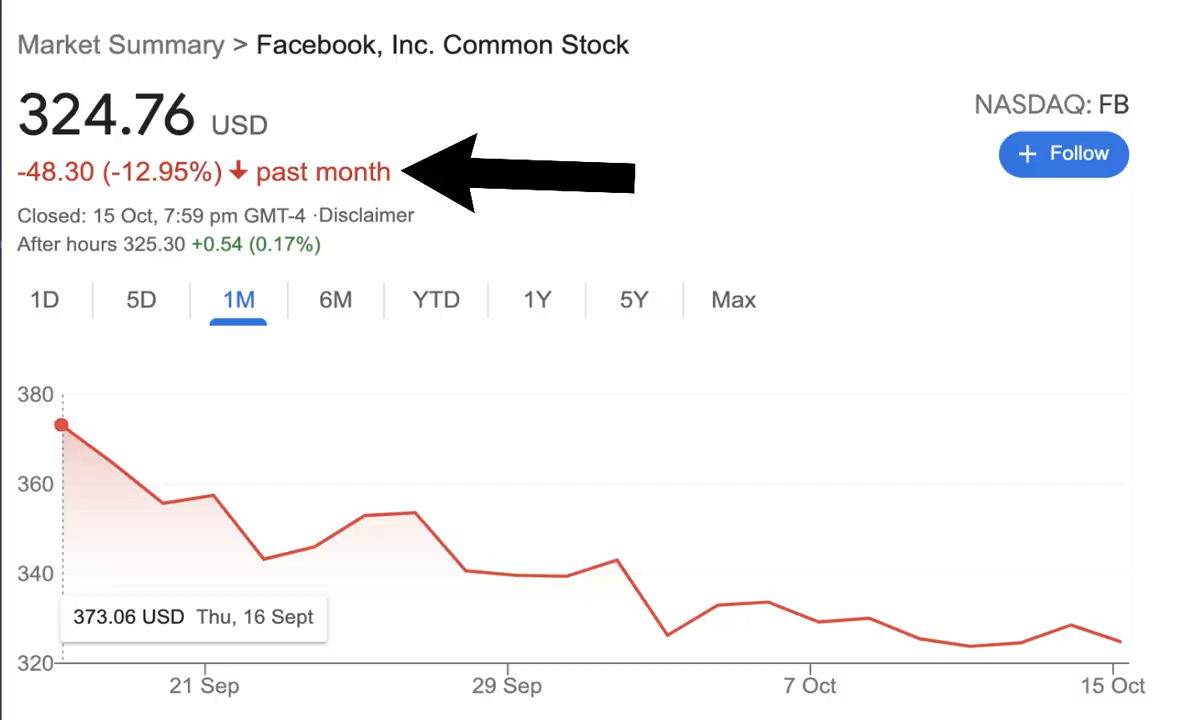 Market Summary > Facebook, Inc. Common Stock
324.76 USD
NASDAQ: FB
-48.30 (-12.95%) ↓ past month
+ Follow
Closed: 15 Oct, 7:59 pm GMT-4 ·Disclaimer
After hours 325.30 +0.54 (0.17%)
1D 5D 1M 6M YTD 1Y 5Y Max
380
360
340
373.06 USD Thu, 16 Sept
320
21 Sep 29 Sep 7 Oct 15 Oct